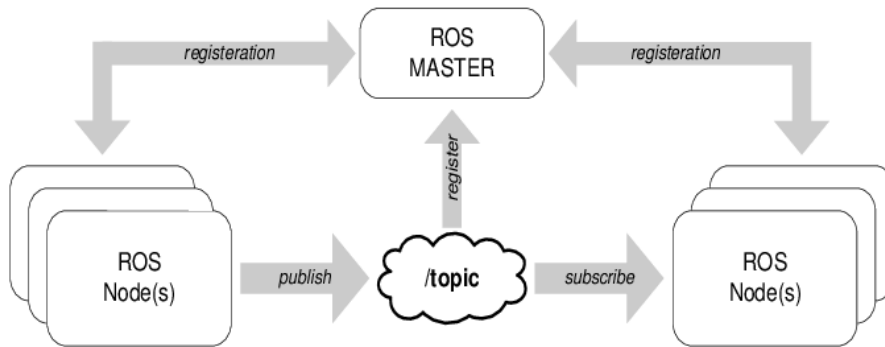 registeration
ROS
MASTER
registeration
register
ROS
Node(s)
publish
/topic
subscribe
ROS
Node(s)